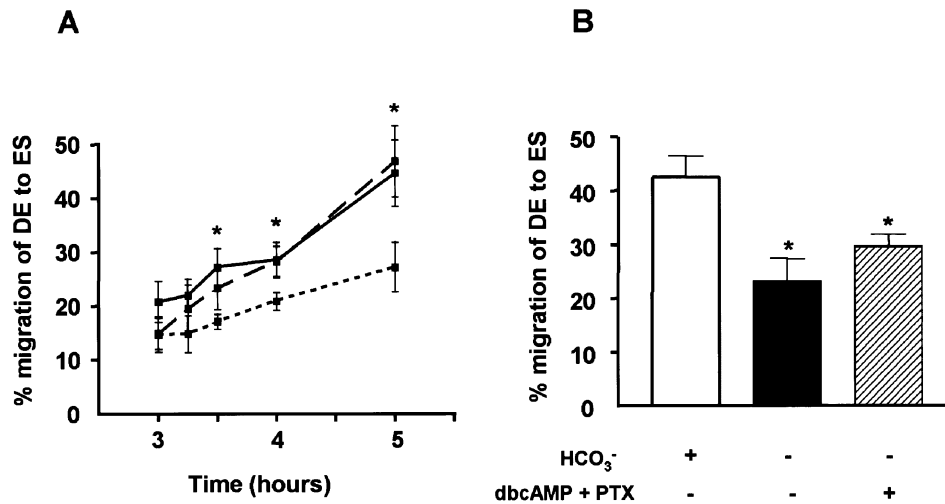 A
% migration of DE to ES
50
40
30
20
10
0
* * *
3 4 5
Time (hours)
B
% migration of DE to ES
50
40
30
20
10
0
* *
HCO₃⁻ + - -
dbcAMP + PTX - - +